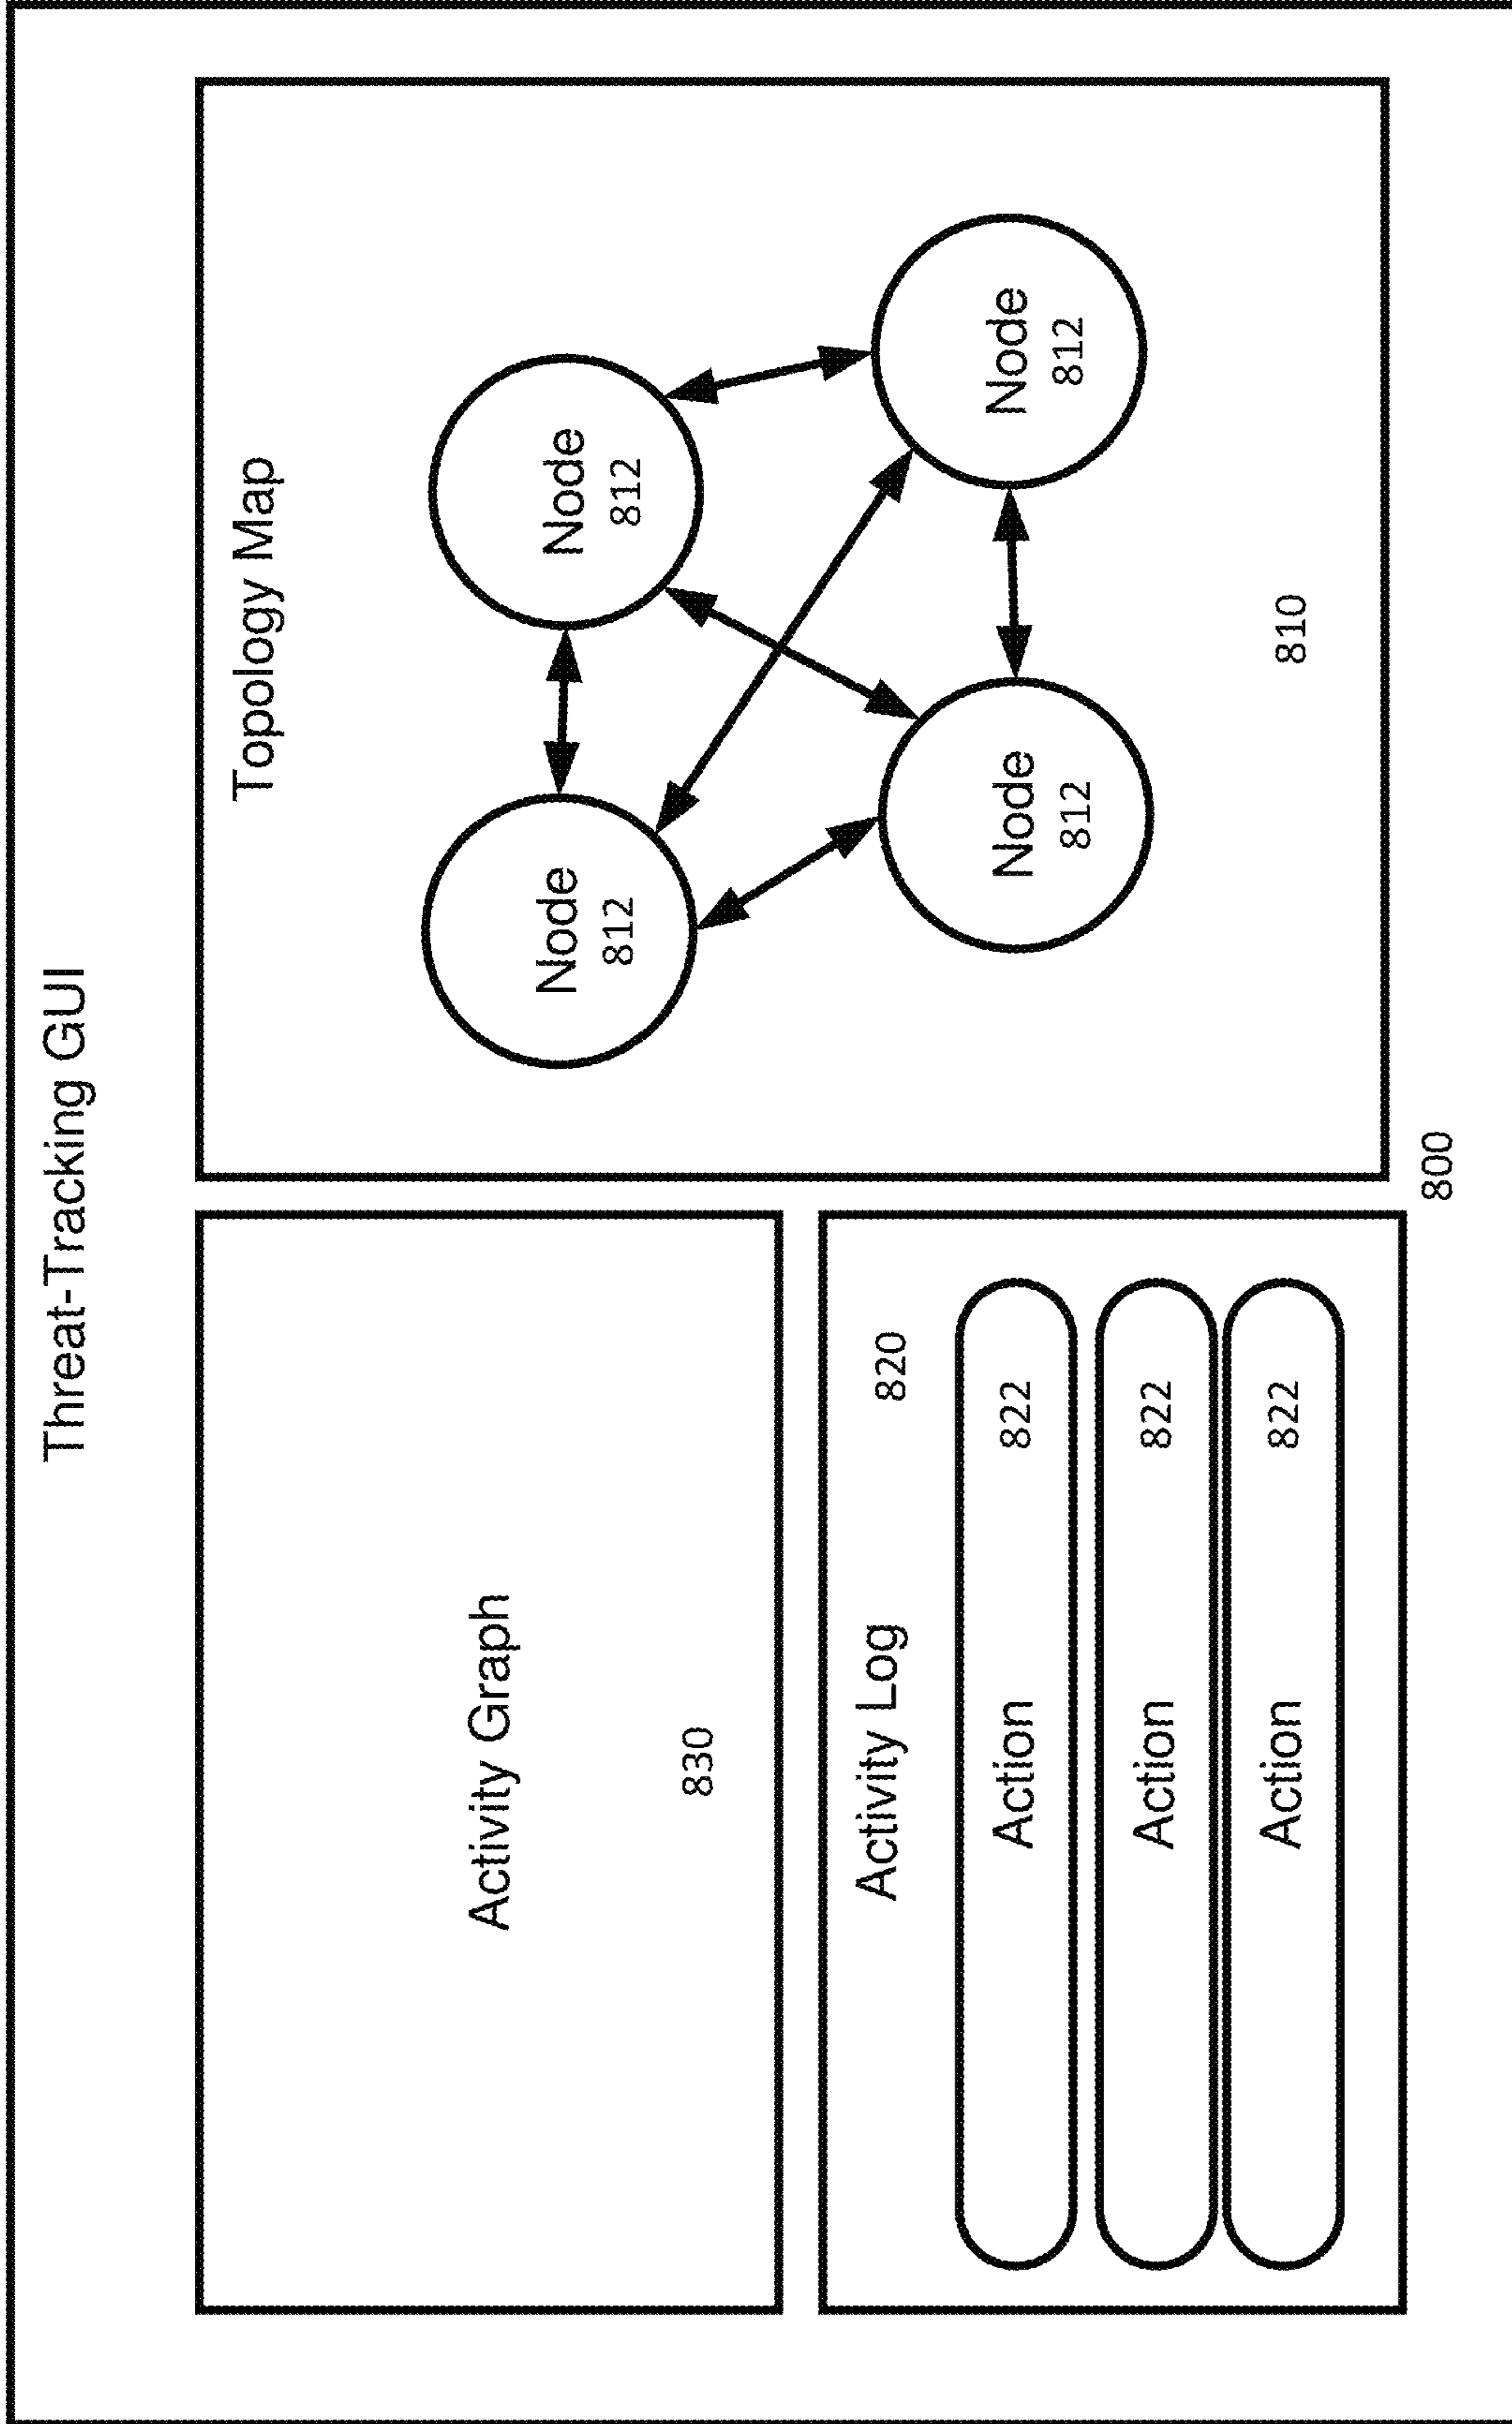 Threat-Tracking GUI
Activity Graph
830
Activity Log
820
Action 822
Action 822
Action 822
Topology Map
Node
812
Node
812
Node
812
Node
812
810
800